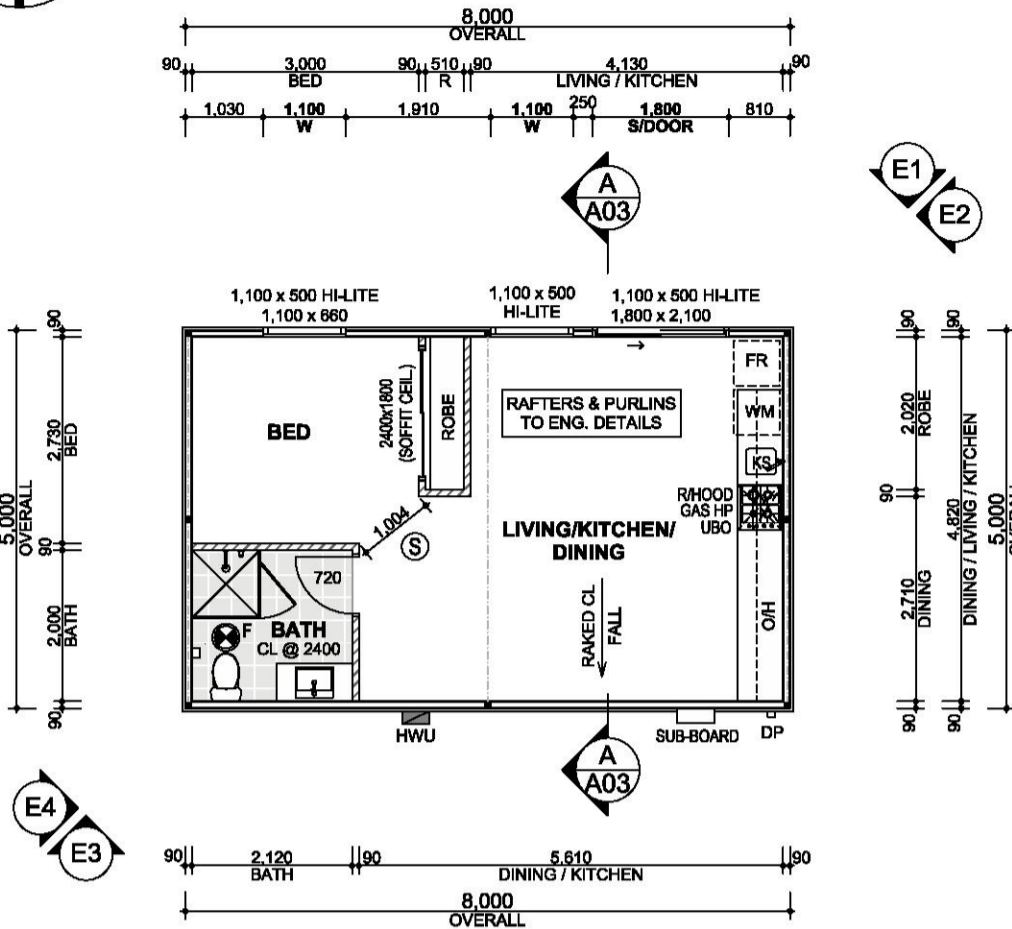 8,000
OVERALL
90 3,000 90 510 90 4,130 90
BED R LIVING / KITCHEN
1,030 1,100 1,910 1,100 250 1,800 810
W W S/DOOR
A
A03
E1
E2
1,100 x 500 HI-LITE
1,100 x 660
1,100 x 500
HI-LITE
1,100 x 500 HI-LITE
1,800 x 2,100
5,000
OVERALL
90
2,730
BED
90
2,000
BATH
90
BED
2400x1800
(SOFFIT CEIL.)
ROBE
RAFTERS & PURLINS
TO ENG. DETAILS
FR
WM
KS
R/HOOD
GAS HP
UBO
LIVING/KITCHEN/
DINING
1,004
S
720
F
BATH
CL @ 2400
RAKED CL
FALL
O/H
90
2,020
ROBE
90
2,710
DINING
90
90
4,820
DINING / LIVING / KITCHEN
90
5,000
HWU
SUB-BOARD
DP
A
A03
E4
E3
90 2,120 90 5,610 90
BATH DINING / KITCHEN
8,000
OVERALL